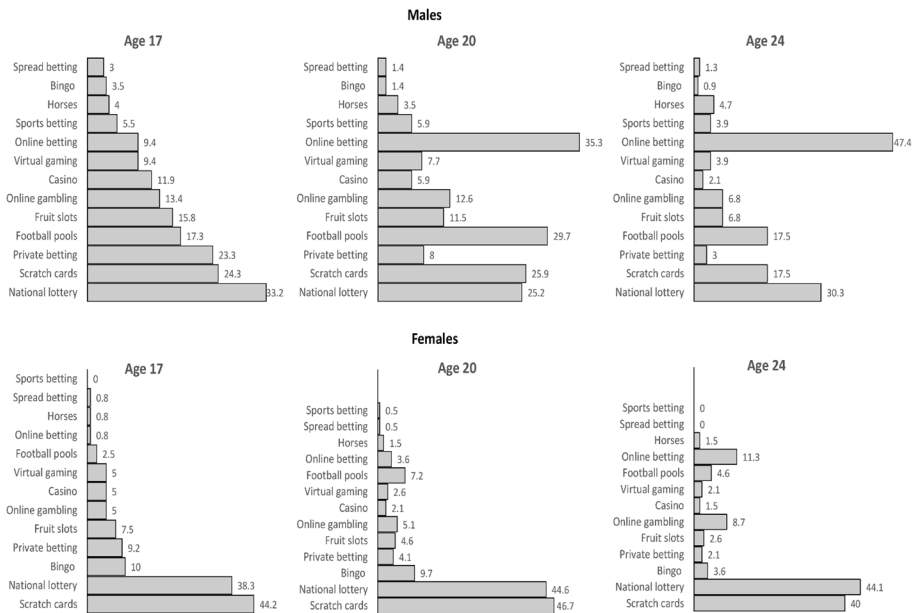 Males
Age 17
Spread betting 3
Bingo 3.5
Horses 4
Sports betting 5.5
Online betting 9.4
Virtual gaming 9.4
Casino 11.9
Online gambling 13.4
Fruit slots 15.8
Football pools 17.3
Private betting 23.3
Scratch cards 24.3
National lottery 33.2
Age 20
Spread betting 1.4
Bingo 1.4
Horses 3.5
Sports betting 5.9
Online betting 35.3
Virtual gaming 7.7
Casino 5.9
Online gambling 12.6
Fruit slots 11.5
Football pools 29.7
Private betting 8
Scratch cards 25.9
National lottery 25.2
Age 24
Spread betting 1.3
Bingo 0.9
Horses 4.7
Sports betting 3.9
Online betting 47.4
Virtual gaming 3.9
Casino 2.1
Online gambling 6.8
Fruit slots 6.8
Football pools 17.5
Private betting 3
Scratch cards 17.5
National lottery 30.3
Females
Age 17
Sports betting 0
Spread betting 0.8
Horses 0.8
Online betting 0.8
Football pools 2.5
Virtual gaming 5
Casino 5
Online gambling 5
Fruit slots 7.5
Private betting 9.2
Bingo 10
National lottery 38.3
Scratch cards 44.2
Age 20
Sports betting 0.5
Spread betting 0.5
Horses 1.5
Online betting 3.6
Football pools 7.2
Virtual gaming 2.6
Casino 2.1
Online gambling 5.1
Fruit slots 4.6
Private betting 4.1
Bingo 9.7
National lottery 44.6
Scratch cards 46.7
Age 24
Sports betting 0
Spread betting 0
Horses 1.5
Online betting 11.3
Football pools 4.6
Virtual gaming 2.1
Casino 1.5
Online gambling 8.7
Fruit slots 2.6
Private betting 2.1
Bingo 3.6
National lottery 44.1
Scratch cards 40